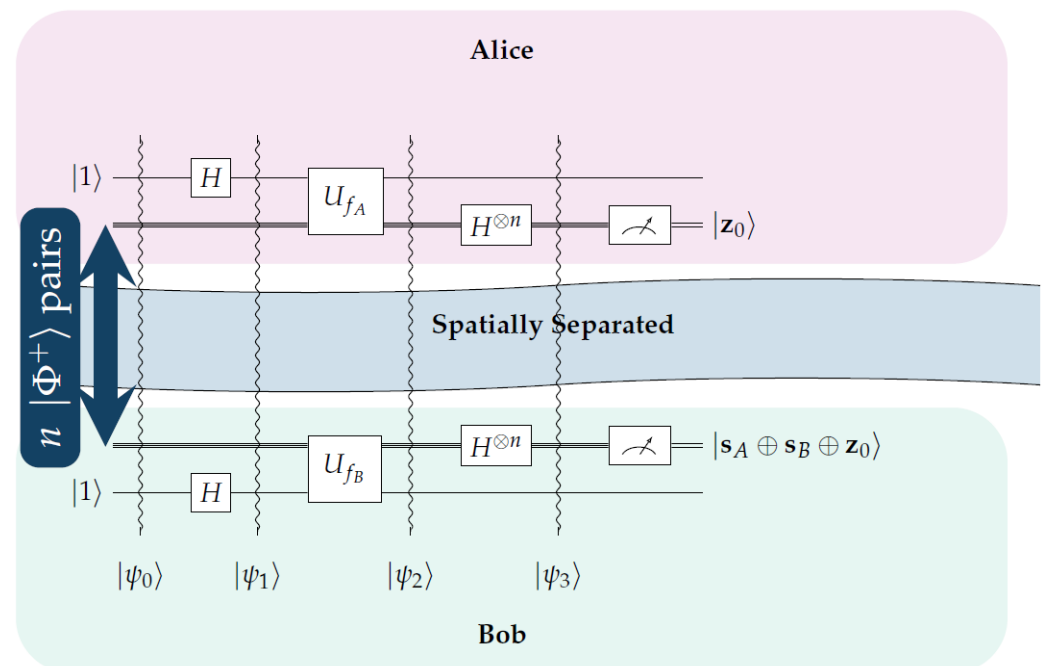 Alice
|1⟩ H
U_{f_A}
H^{⊗n} |z₀⟩
n |Φ⁺⟩ pairs
Spatially Separated
H^{⊗n} |s_A ⊕ s_B ⊕ z₀⟩
U_{f_B}
|1⟩ H
|ψ₀⟩ |ψ₁⟩ |ψ₂⟩ |ψ₃⟩
Bob